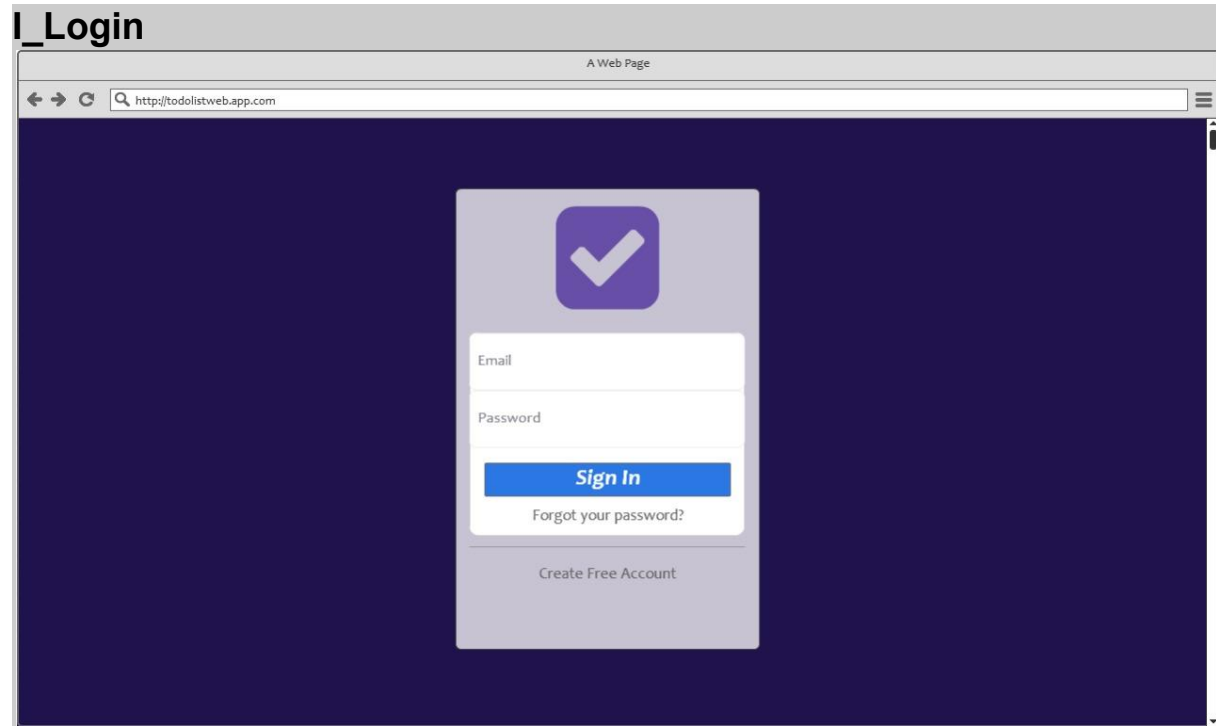 I_Login
A Web Page
http://todolistweb.app.com
Email
Password
Sign In
Forgot your password?
Create Free Account